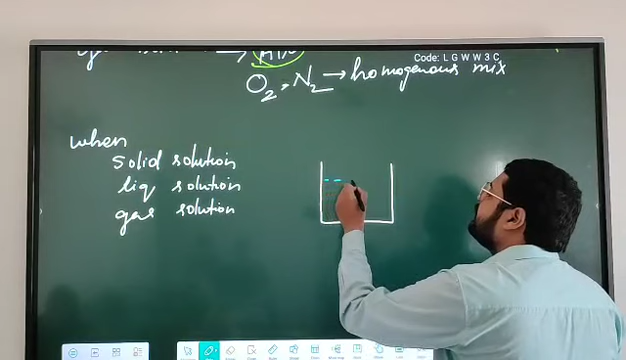 Code: L G W W 3 C
O2, N2 → homogenous mix
when
Solid solution
liq solution
gas solution